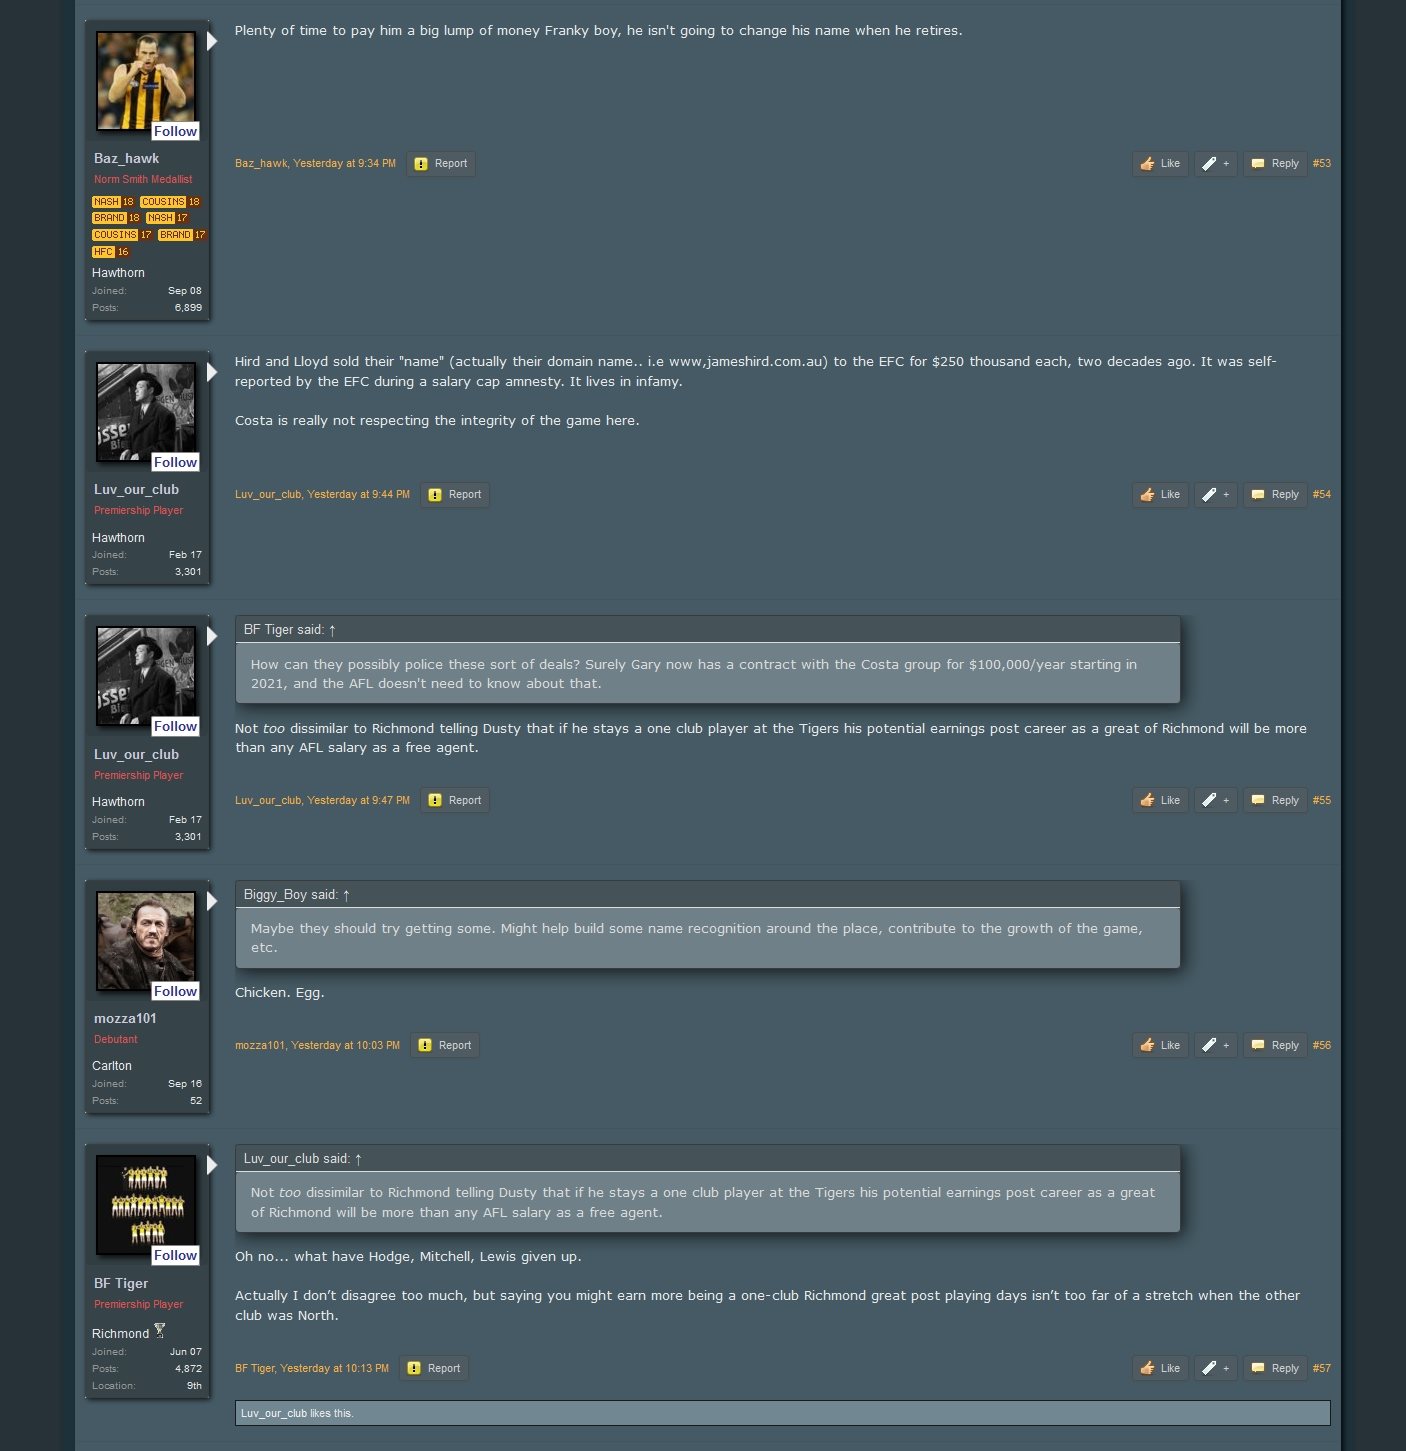 Plenty of time to pay him a big lump of money Franky boy, he isn't going to change his name when he retires.
Follow
Baz_hawk
Norm Smith Medallist
NASH 18 COUSINS 18
BRAND 18 NASH 17
COUSINS 17 BRAND 17
HFC 16
Hawthorn
Joined: Sep 08
Posts: 6,899
Baz_hawk, Yesterday at 9:34 PM Report Like + Reply #53
Hird and Lloyd sold their "name" (actually their domain name.. i.e www,jameshird.com.au) to the EFC for $250 thousand each, two decades ago. It was self-
reported by the EFC during a salary cap amnesty. It lives in infamy.
Costa is really not respecting the integrity of the game here.
Follow
Luv_our_club
Premiership Player
Hawthorn
Joined: Feb 17
Posts: 3,301
Luv_our_club, Yesterday at 9:44 PM Report Like + Reply #54
BF Tiger said: ↑
How can they possibly police these sort of deals? Surely Gary now has a contract with the Costa group for $100,000/year starting in
2021, and the AFL doesn't need to know about that.
Not too dissimilar to Richmond telling Dusty that if he stays a one club player at the Tigers his potential earnings post career as a great of Richmond will be more
than any AFL salary as a free agent.
Follow
Luv_our_club
Premiership Player
Hawthorn
Joined: Feb 17
Posts: 3,301
Luv_our_club, Yesterday at 9:47 PM Report Like + Reply #55
Biggy_Boy said: ↑
Maybe they should try getting some. Might help build some name recognition around the place, contribute to the growth of the game,
etc.
Chicken. Egg.
Follow
mozza101
Debutant
Carlton
Joined: Sep 16
Posts: 52
mozza101, Yesterday at 10:03 PM Report Like + Reply #56
Luv_our_club said: ↑
Not too dissimilar to Richmond telling Dusty that if he stays a one club player at the Tigers his potential earnings post career as a great
of Richmond will be more than any AFL salary as a free agent.
Oh no... what have Hodge, Mitchell, Lewis given up.
Actually I don’t disagree too much, but saying you might earn more being a one-club Richmond great post playing days isn’t too far of a stretch when the other
club was North.
Follow
BF Tiger
Premiership Player
Richmond
Joined: Jun 07
Posts: 4,872
Location: 9th
BF Tiger, Yesterday at 10:13 PM Report Like + Reply #57
Luv_our_club likes this.